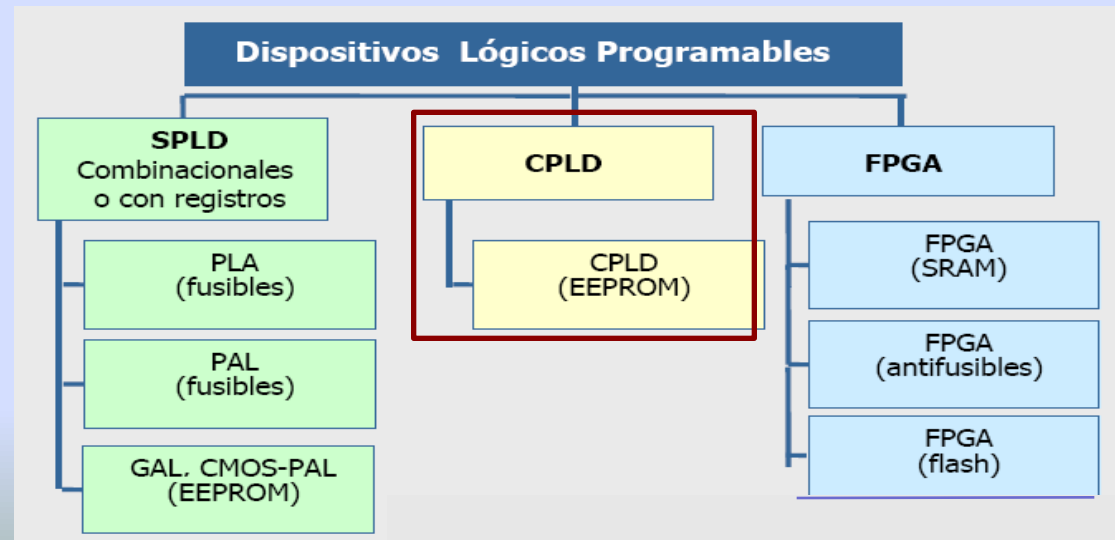 Dispositivos Lógicos Programables
SPLD
Combinacionales
o con registros
PLA
(fusibles)
PAL
(fusibles)
GAL, CMOS-PAL
(EEPROM)
CPLD
CPLD
(EEPROM)
FPGA
FPGA
(SRAM)
FPGA
(antifusibles)
FPGA
(flash)